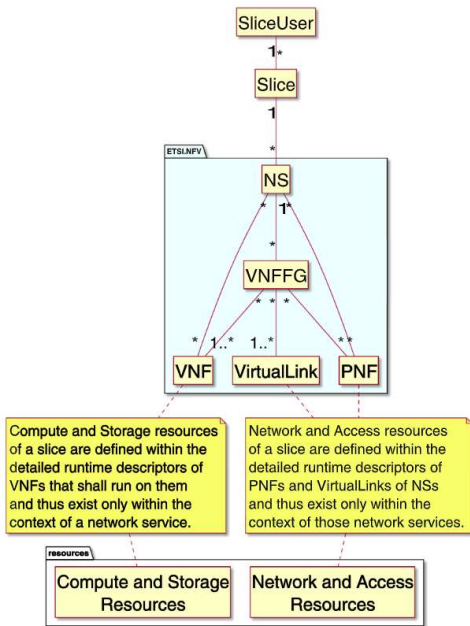 SliceUser
1 *
Slice
1
*
ETSI.NFV
NS
* 1 *
*
VNFFG
* * *
* 1..* 1..* * *
VNF VirtualLink PNF
Compute and Storage resources
of a slice are defined within the
detailed runtime descriptors of
VNFs that shall run on them
and thus exist only within the
context of a network service.
Network and Access resources
of a slice are defined within the
detailed runtime descriptors of
PNFs and VirtualLinks of NSs
and thus exist only within the
context of those network services.
resources
Compute and Storage
Resources
Network and Access
Resources